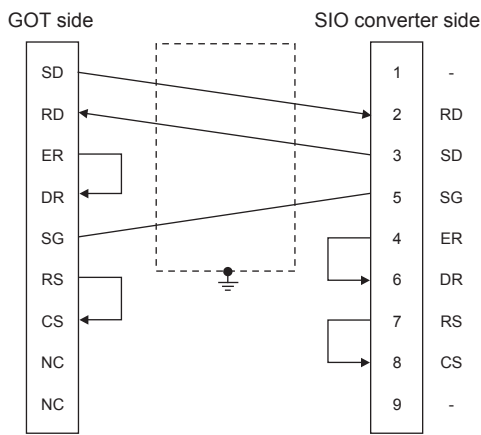 GOT side SIO converter side
SD 1 -
RD 2 RD
ER 3 SD
DR 5 SG
SG 4 ER
RS 6 DR
CS 7 RS
NC 8 CS
NC 9 -